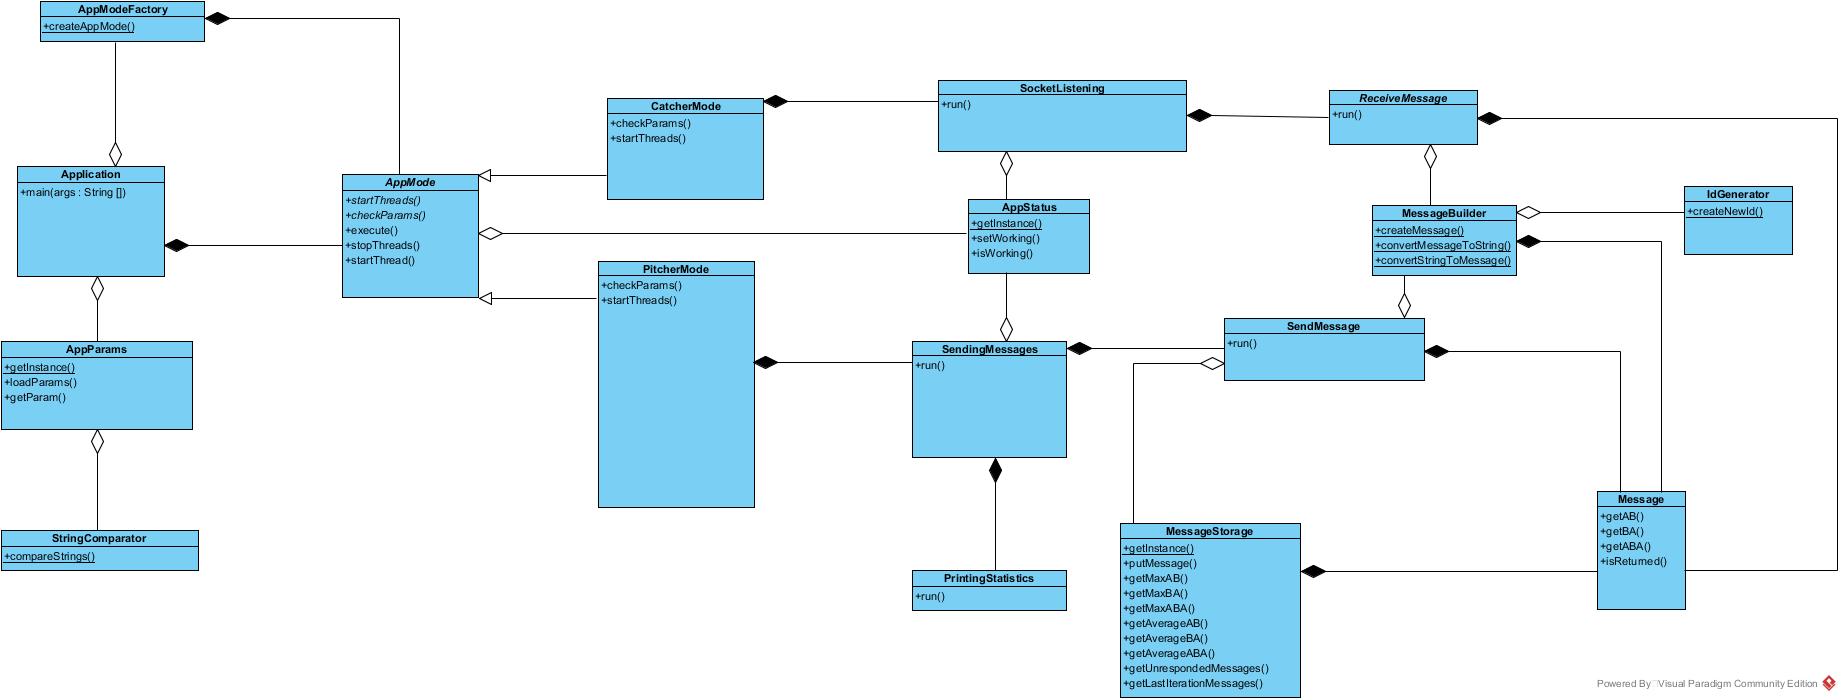 AppModeFactory
+createAppMode()
Application
+main(args : String [])
AppParams
+getInstance()
+loadParams()
+getParam()
StringComparator
+compareStrings()
AppMode
+startThreads()
+checkParams()
+execute()
+stopThreads()
+startThread()
CatcherMode
+checkParams()
+startThreads()
PitcherMode
+checkParams()
+startThreads()
SocketListening
+run()
AppStatus
+getInstance()
+setWorking()
+isWorking()
SendingMessages
+run()
PrintingStatistics
+run()
ReceiveMessage
+run()
MessageBuilder
+createMessage()
+convertMessageToString()
+convertStringToMessage()
IdGenerator
+createNewId()
SendMessage
+run()
MessageStorage
+getInstance()
+putMessage()
+getMaxAB()
+getMaxBA()
+getMaxABA()
+getAverageAB()
+getAverageBA()
+getAverageABA()
+getUnrespondedMessages()
+getLastIterationMessages()
Message
+getAB()
+getBA()
+getABA()
+isReturned()
Powered By Visual Paradigm Community Edition